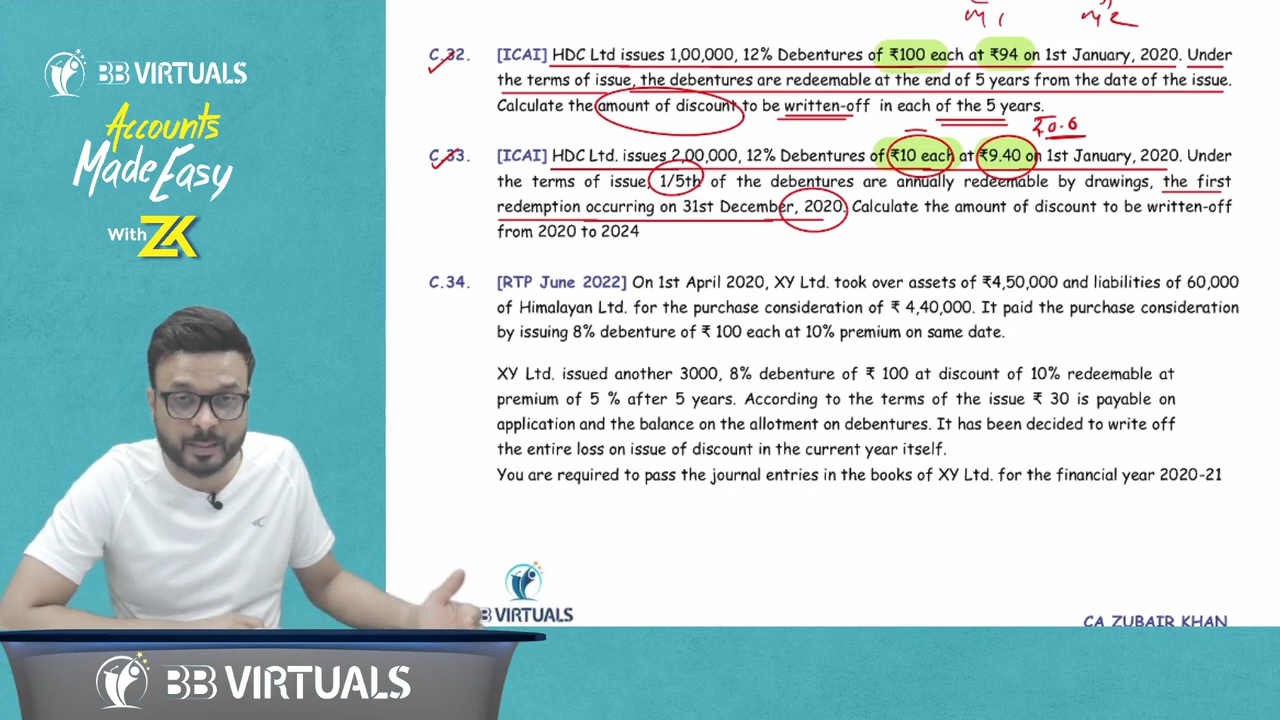 BB VIRTUALS
Accounts
Made Easy
With ZK
m1 m2
C.32. [ICAI] HDC Ltd issues 1,00,000, 12% Debentures of ₹100 each at ₹94 on 1st January, 2020. Under
the terms of issue, the debentures are redeemable at the end of 5 years from the date of the issue.
Calculate the amount of discount to be written-off in each of the 5 years.
₹0.6
C.33. [ICAI] HDC Ltd. issues 2,00,000, 12% Debentures of ₹10 each at ₹9.40 on 1st January, 2020. Under
the terms of issue 1/5th of the debentures are annually redeemable by drawings, the first
redemption occurring on 31st December, 2020. Calculate the amount of discount to be written-off
from 2020 to 2024
C.34. [RTP June 2022] On 1st April 2020, XY Ltd. took over assets of ₹4,50,000 and liabilities of 60,000
of Himalayan Ltd. for the purchase consideration of ₹ 4,40,000. It paid the purchase consideration
by issuing 8% debenture of ₹ 100 each at 10% premium on same date.
XY Ltd. issued another 3000, 8% debenture of ₹ 100 at discount of 10% redeemable at
premium of 5 % after 5 years. According to the terms of the issue ₹ 30 is payable on
application and the balance on the allotment on debentures. It has been decided to write off
the entire loss on issue of discount in the current year itself.
You are required to pass the journal entries in the books of XY Ltd. for the financial year 2020-21
BB VIRTUALS
CA ZUBAIR KHAN
BB VIRTUALS